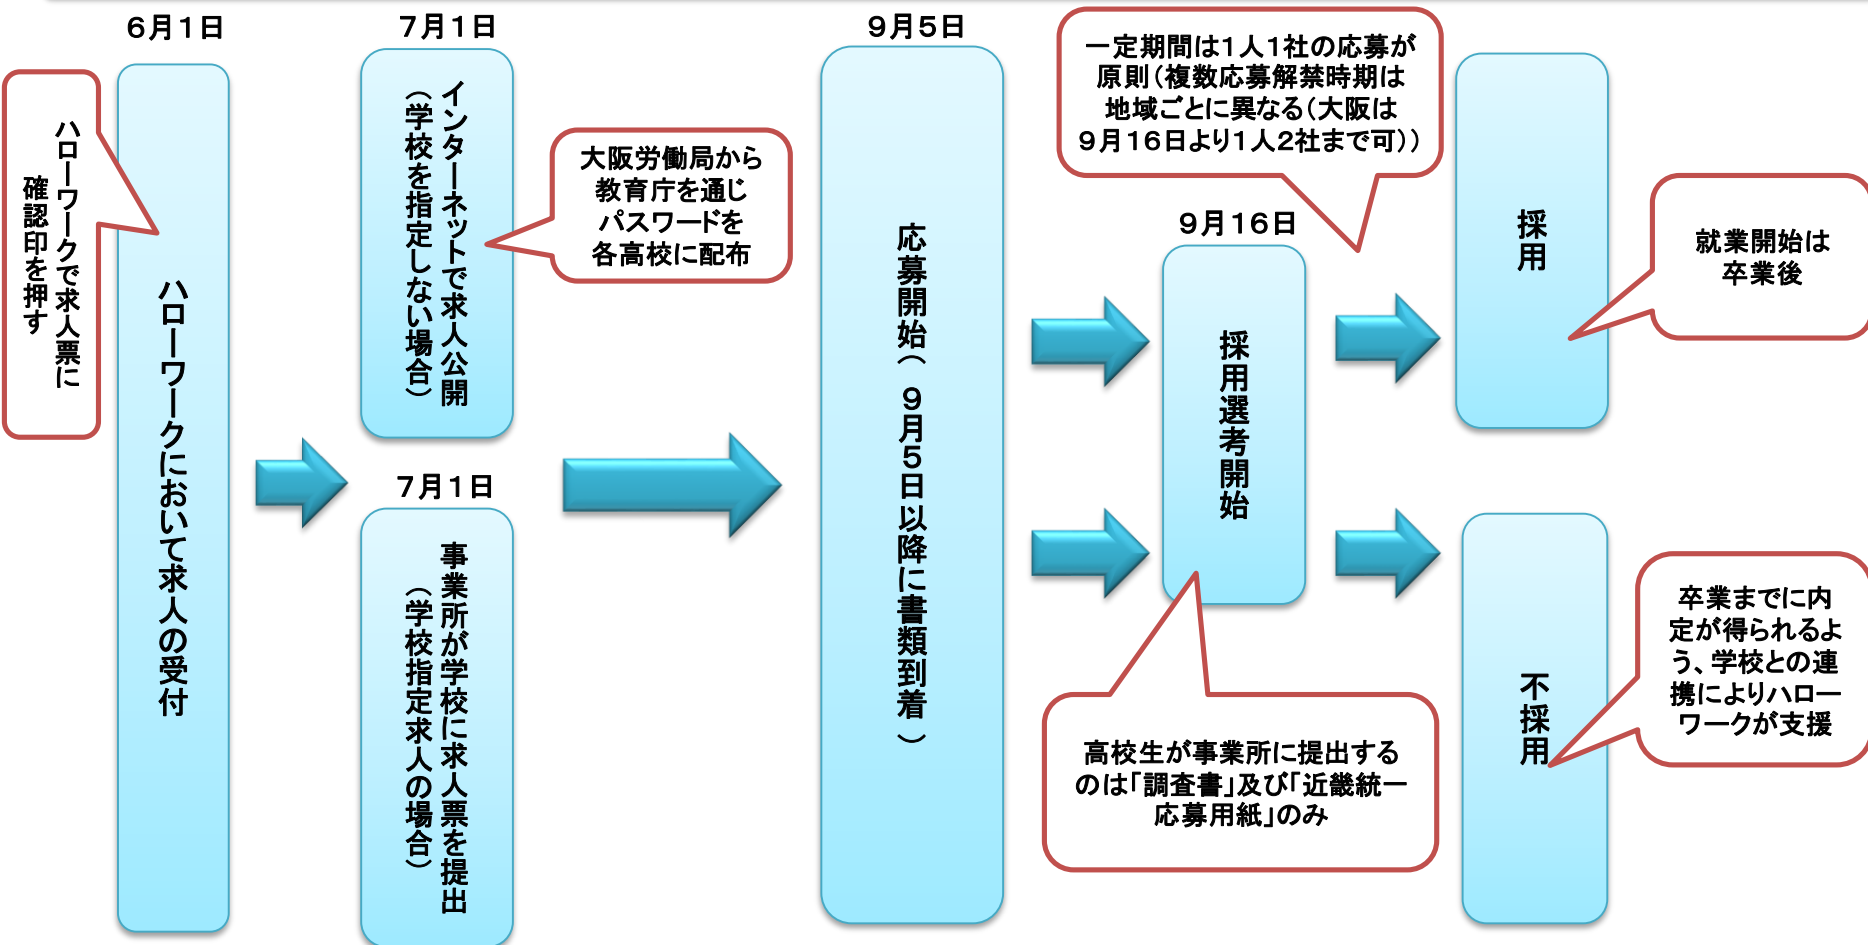 6月1日
ハローワークで求人票に
確認印を押す
ハローワークにおいて求人の受付
7月1日
インターネットで求人公開
（学校を指定しない場合）
大阪労働局から
教育庁を通じ
パスワードを
各高校に配布
7月1日
事業所が学校に求人票を提出
（学校指定求人の場合）
9月5日
応募開始（9月5日以降に書類到着）
一定期間は1人1社の応募が
原則（複数応募解禁時期は
地域ごとに異なる（大阪は
9月16日より1人2社まで可））
9月16日
採用選考開始
高校生が事業所に提出する
のは「調査書」及び「近畿統一
応募用紙」のみ
採用
就業開始は
卒業後
不採用
卒業までに内
定が得られるよ
う、学校との連
携によりハロー
ワークが支援